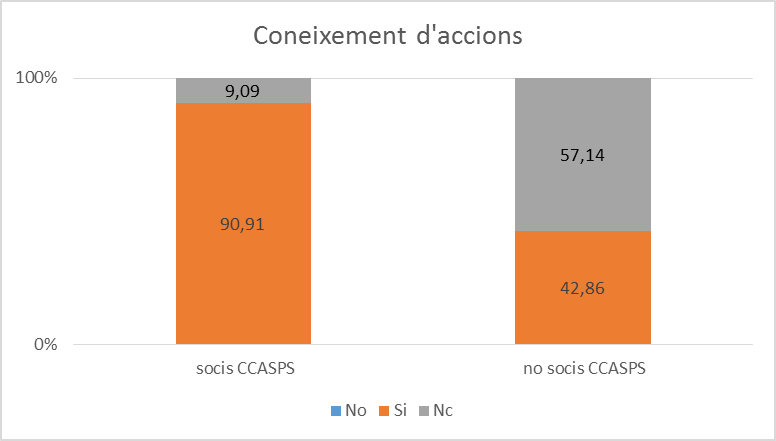 Coneixement d'accions
100%
9,09
57,14
90,91
42,86
0%
socis CCASPS no socis CCASPS
No Si Nc